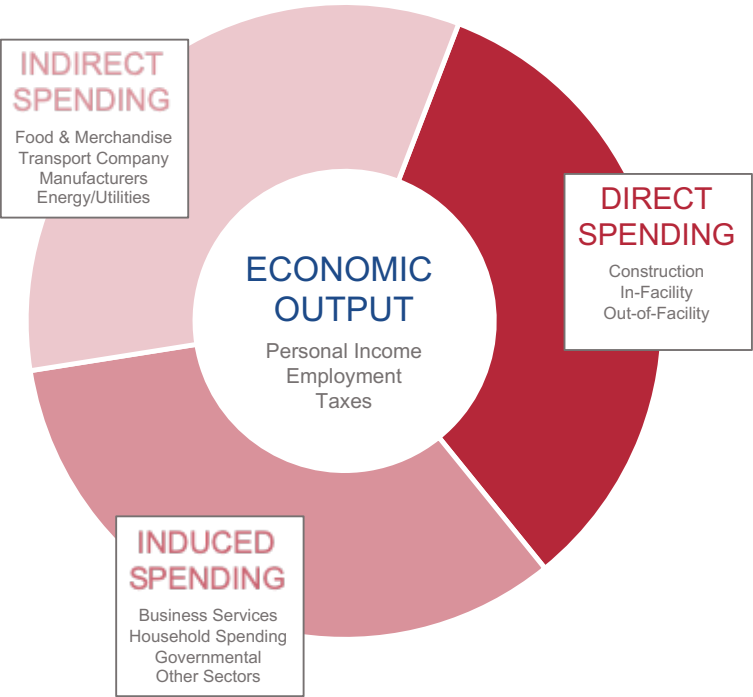 INDIRECT
SPENDING
Food & Merchandise
Transport Company
Manufacturers
Energy/Utilities
DIRECT
SPENDING
Construction
In-Facility
Out-of-Facility
ECONOMIC
OUTPUT
Personal Income
Employment
Taxes
INDUCED
SPENDING
Business Services
Household Spending
Governmental
Other Sectors